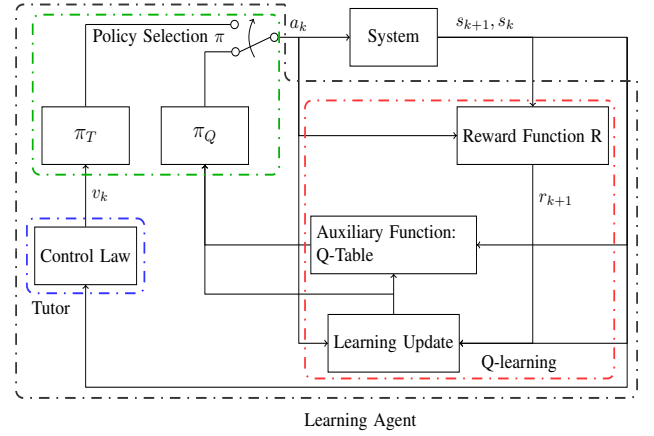 Policy Selection π
a_k
System
s_{k+1}, s_k
π_T
π_Q
Reward Function R
v_k
r_{k+1}
Control Law
Auxiliary Function:
Q-Table
Tutor
Learning Update
Q-learning
Learning Agent